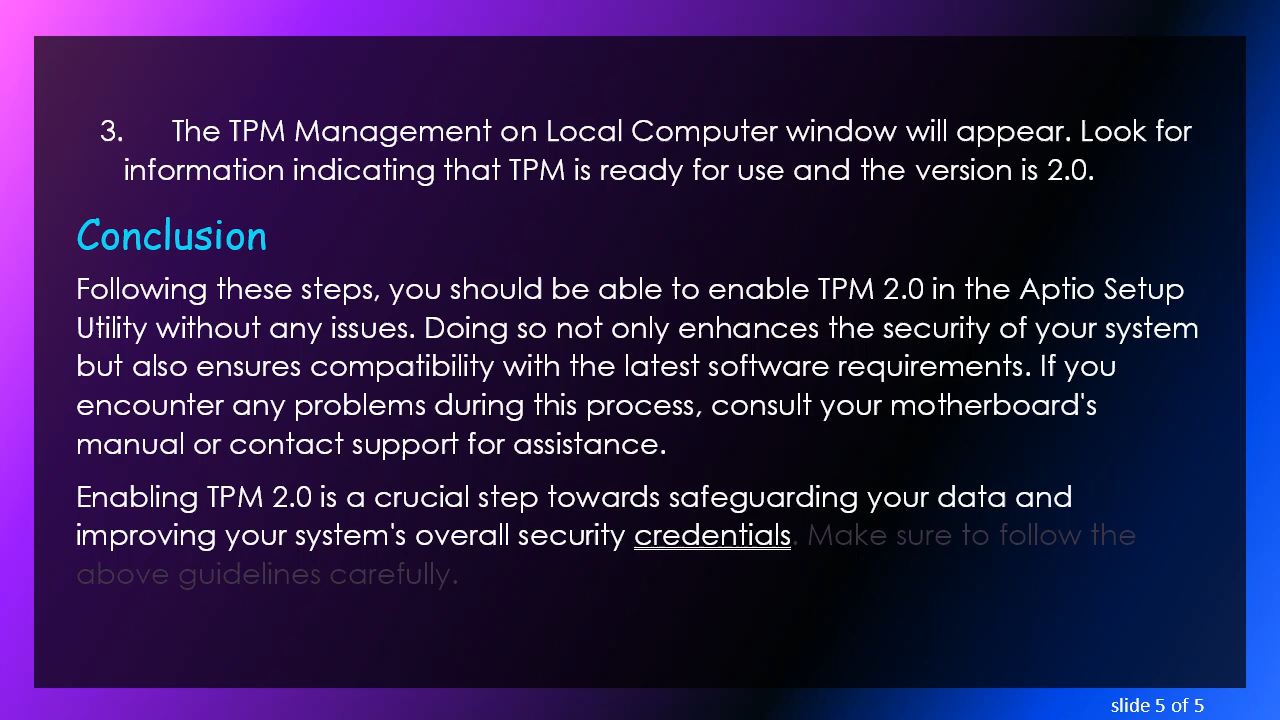 3. The TPM Management on Local Computer window will appear. Look for
information indicating that TPM is ready for use and the version is 2.0.
Conclusion
Following these steps, you should be able to enable TPM 2.0 in the Aptio Setup
Utility without any issues. Doing so not only enhances the security of your system
but also ensures compatibility with the latest software requirements. If you
encounter any problems during this process, consult your motherboard's
manual or contact support for assistance.
Enabling TPM 2.0 is a crucial step towards safeguarding your data and
improving your system's overall security credentials. Make sure to follow the
above guidelines carefully.
slide 5 of 5